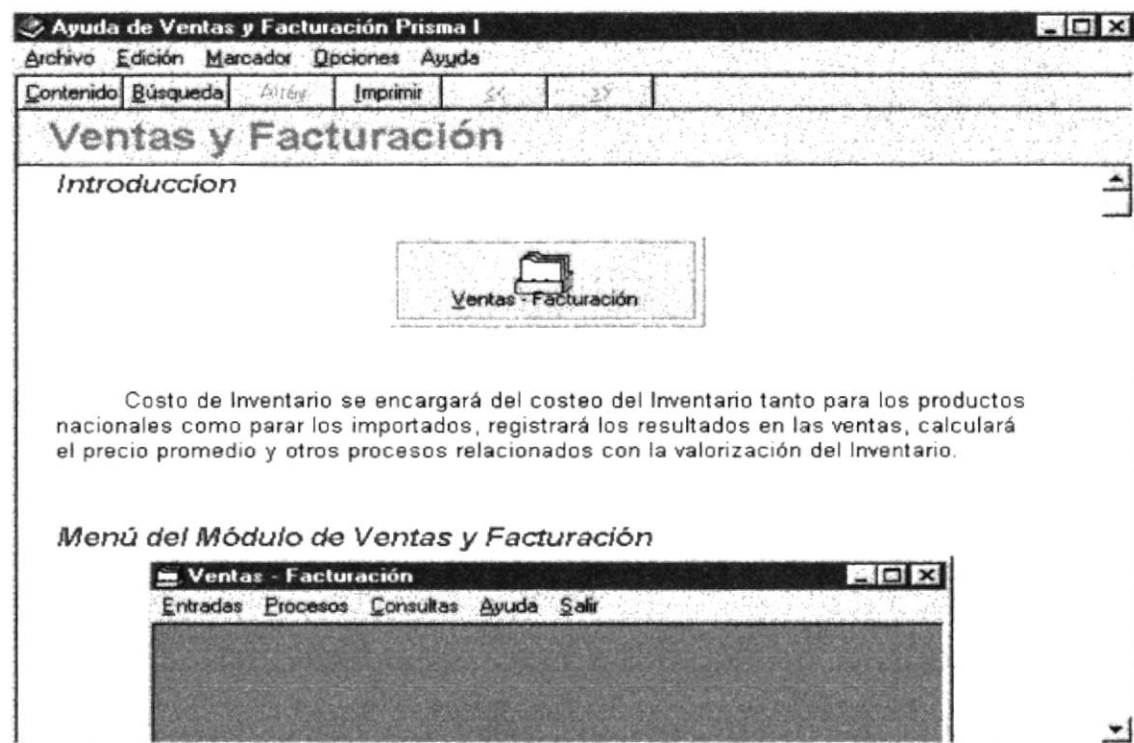 Ayuda de Ventas y Facturación Prisma I
Archivo Edición Marcador Opciones Ayuda
Contenido Búsqueda Atrás Imprimir << >>
Ventas y Facturación
Introduccíon
Ventas - Facturación
Costo de Inventario se encargará del costeo del Inventario tanto para los productos
nacionales como parar los importados, registrará los resultados en las ventas, calculará
el precio promedio y otros procesos relacionados con la valorización del Inventario.
Menú del Módulo de Ventas y Facturación
Ventas - Facturación
Entradas Procesos Consultas Ayuda Salir